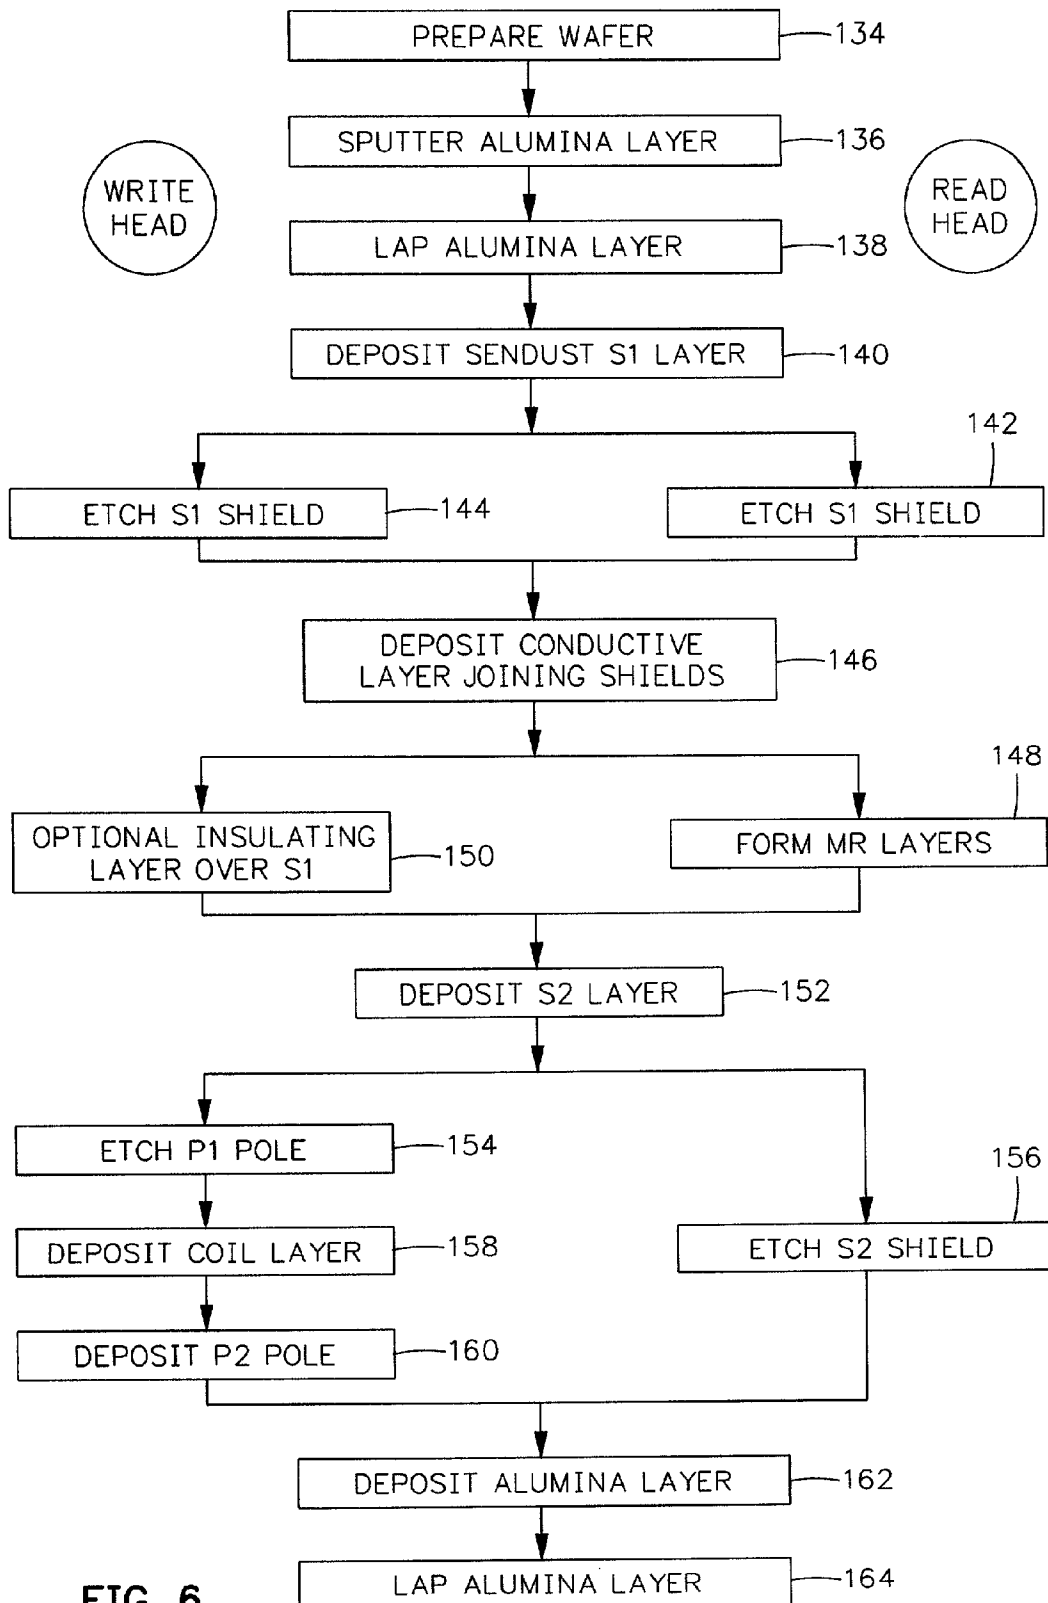 PREPARE WAFER
134
SPUTTER ALUMINA LAYER
136
WRITE
HEAD
READ
HEAD
LAP ALUMINA LAYER
138
DEPOSIT SENDUST S1 LAYER
140
142
ETCH S1 SHIELD
144
ETCH S1 SHIELD
DEPOSIT CONDUCTIVE
LAYER JOINING SHIELDS
146
148
OPTIONAL INSULATING
LAYER OVER S1
150
FORM MR LAYERS
DEPOSIT S2 LAYER
152
ETCH P1 POLE
154
156
DEPOSIT COIL LAYER
158
ETCH S2 SHIELD
DEPOSIT P2 POLE
160
DEPOSIT ALUMINA LAYER
162
LAP ALUMINA LAYER
164
FIG. 6